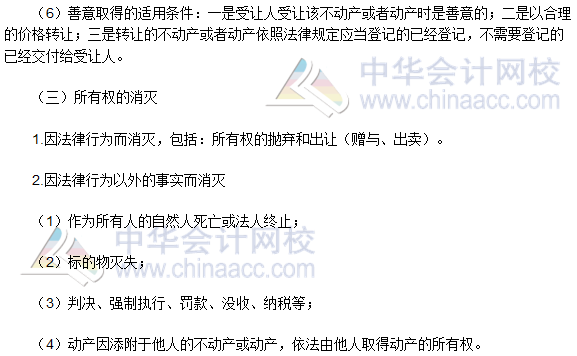 （6）善意取得的适用条件：一是受让人受让该不动产或者动产时是善意的；二是以合理
的价格转让；三是转让的不动产或者动产依照法律规定应当登记的已经登记，不需要登记的
已经交付给受让人。
中华会计网校
www.chinaacc.com
（三）所有权的消灭
1.因法律行为而消灭，包括：所有权的抛弃和出让（赠与、出卖）。
2.因法律行为以外的事实而消灭
（1）作为所有人的自然人死亡或法人终止；
中华会计网校
www.chinaacc.com
（2）标的物灭失；
（3）判决、强制执行、罚款、没收、纳税等；
（4）动产因添附于他人的不动产或动产，依法由他人取得动产的所有权。